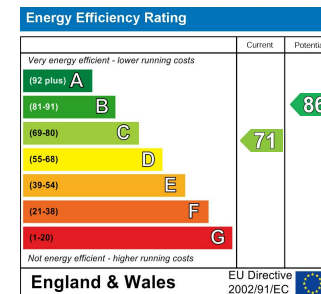 Energy Efficiency Rating
Current Potentia
Very energy efficient - lower running costs
(92 plus) A
(81-91) B 86
(69-80) C 71
(55-68) D
(39-54) E
(21-38) F
(1-20) G
Not energy efficient - higher running costs
England & Wales
EU Directive
2002/91/EC